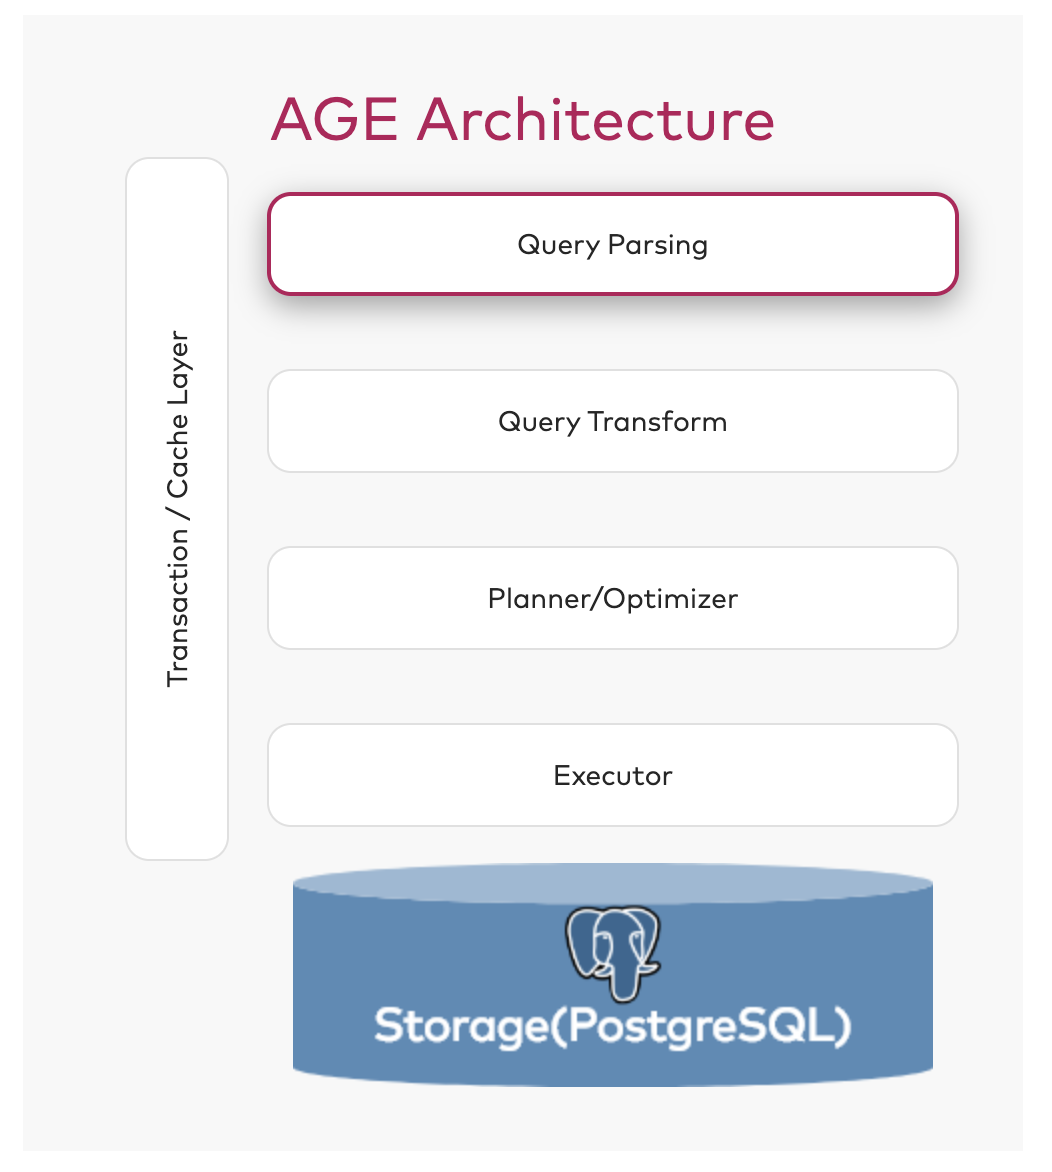 AGE Architecture
Transaction / Cache Layer
Query Parsing
Query Transform
Planner/Optimizer
Executor
Storage(PostgreSQL)